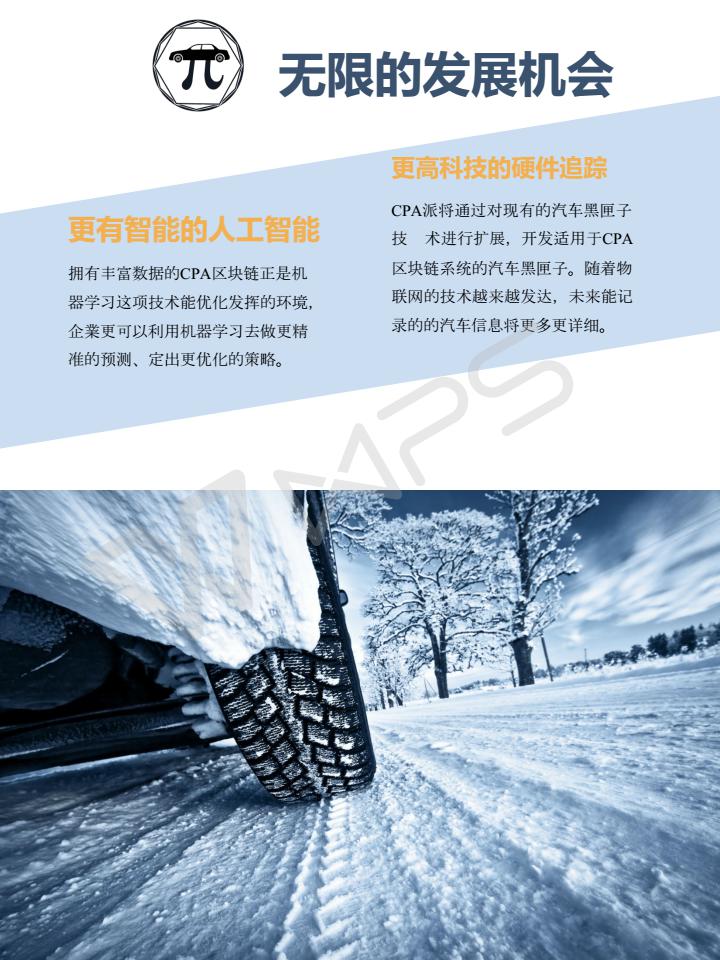 无限的发展机会
更有智能的人工智能
拥有丰富数据的CPA区块链正是机
器学习这项技术能优化发挥的环境，
企業更可以利用机器学习去做更精
准的预测、定出更优化的策略。
更高科技的硬件追踪
CPA派将通过对现有的汽车黑匣子
技　术进行扩展，开发适用于CPA
区块链系统的汽车黑匣子。随着物
联网的技术越来越发达，未来能记
录的的汽车信息将更多更详细。
WPS